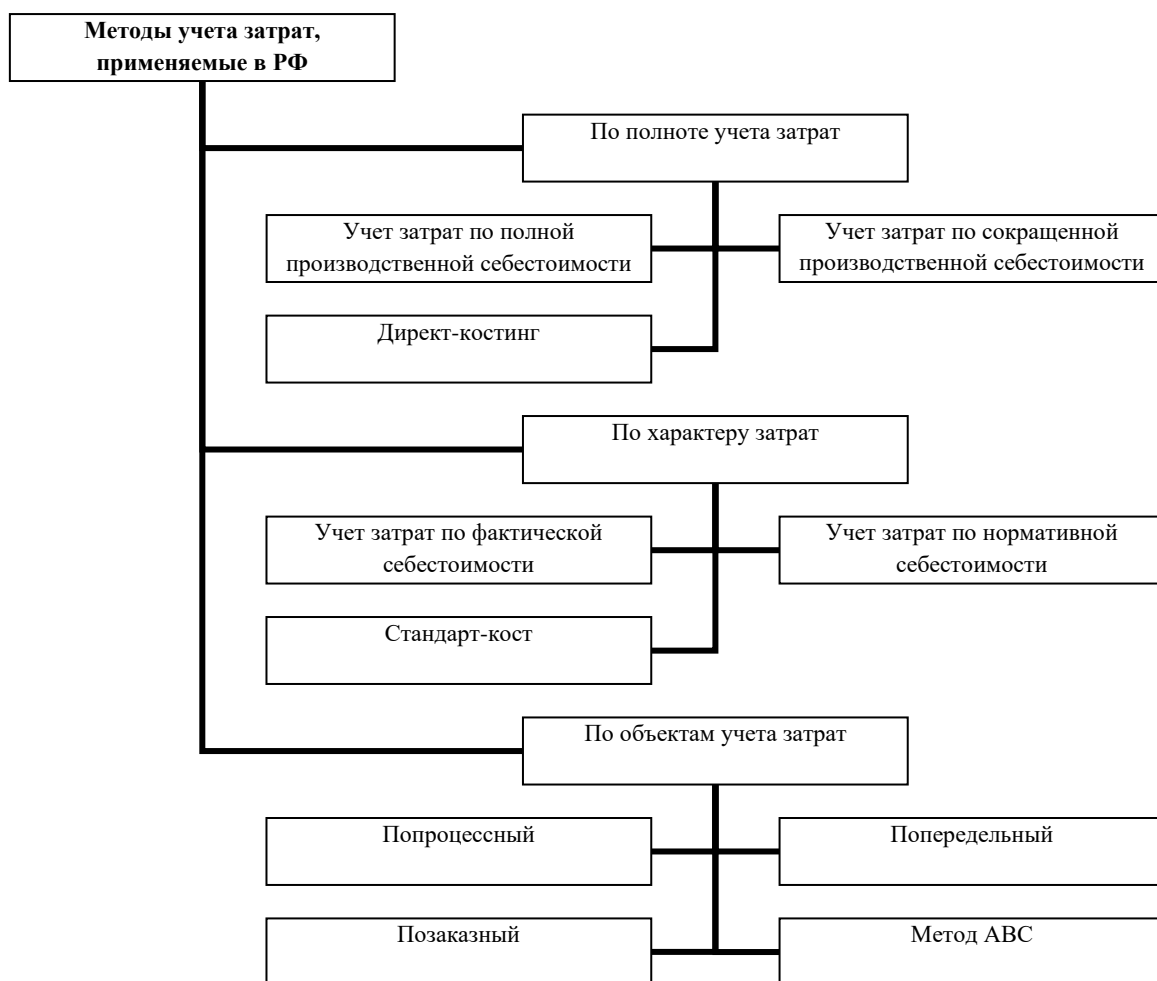 Методы учета затрат,
применяемые в РФ
По полноте учета затрат
Учет затрат по полной
производственной себестоимости
Учет затрат по сокращенной
производственной себестоимости
Директ-костинг
По характеру затрат
Учет затрат по фактической
себестоимости
Учет затрат по нормативной
себестоимости
Стандарт-кост
По объектам учета затрат
Попроцессный
Попередельный
Позаказный
Метод АВС